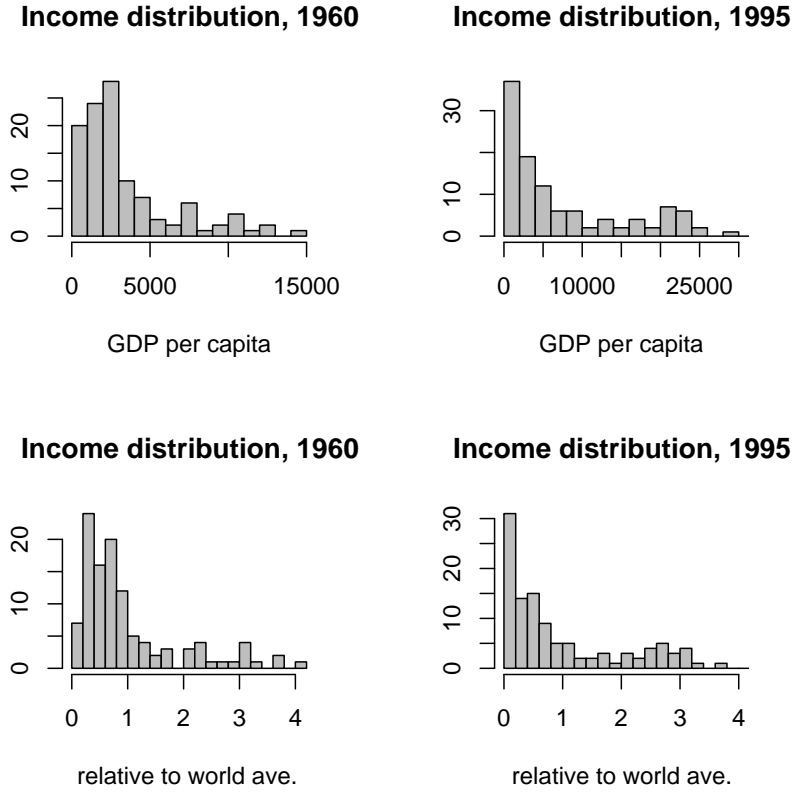 Income distribution, 1960
20
10
0
0 5000 15000
GDP per capita
Income distribution, 1995
30
10
0
0 10000 25000
GDP per capita
Income distribution, 1960
20
10
0
0 1 2 3 4
relative to world ave.
Income distribution, 1995
30
20
10
0
0 1 2 3 4
relative to world ave.